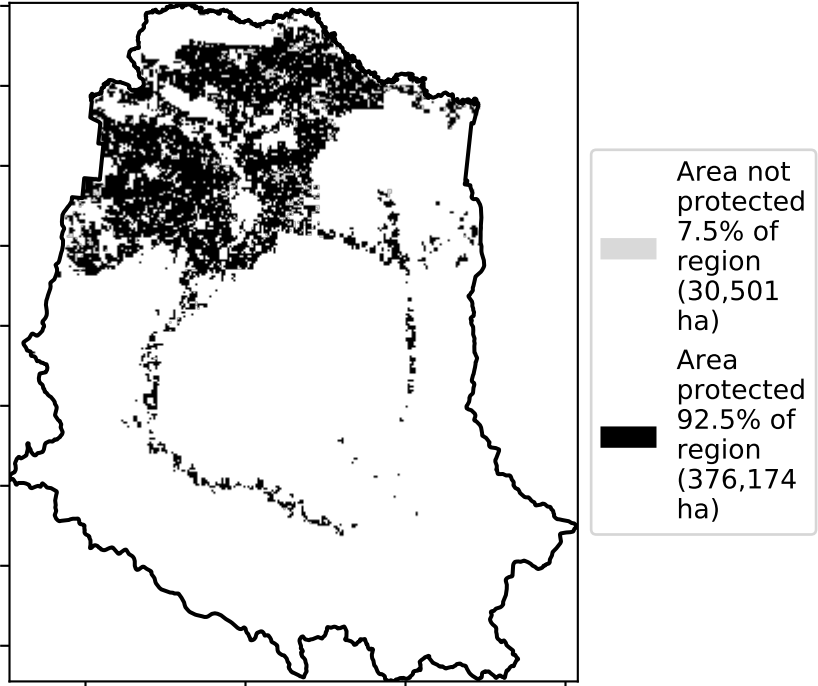 Area not
protected
7.5% of
region
(30,501
ha)
Area
protected
92.5% of
region
(376,174
ha)